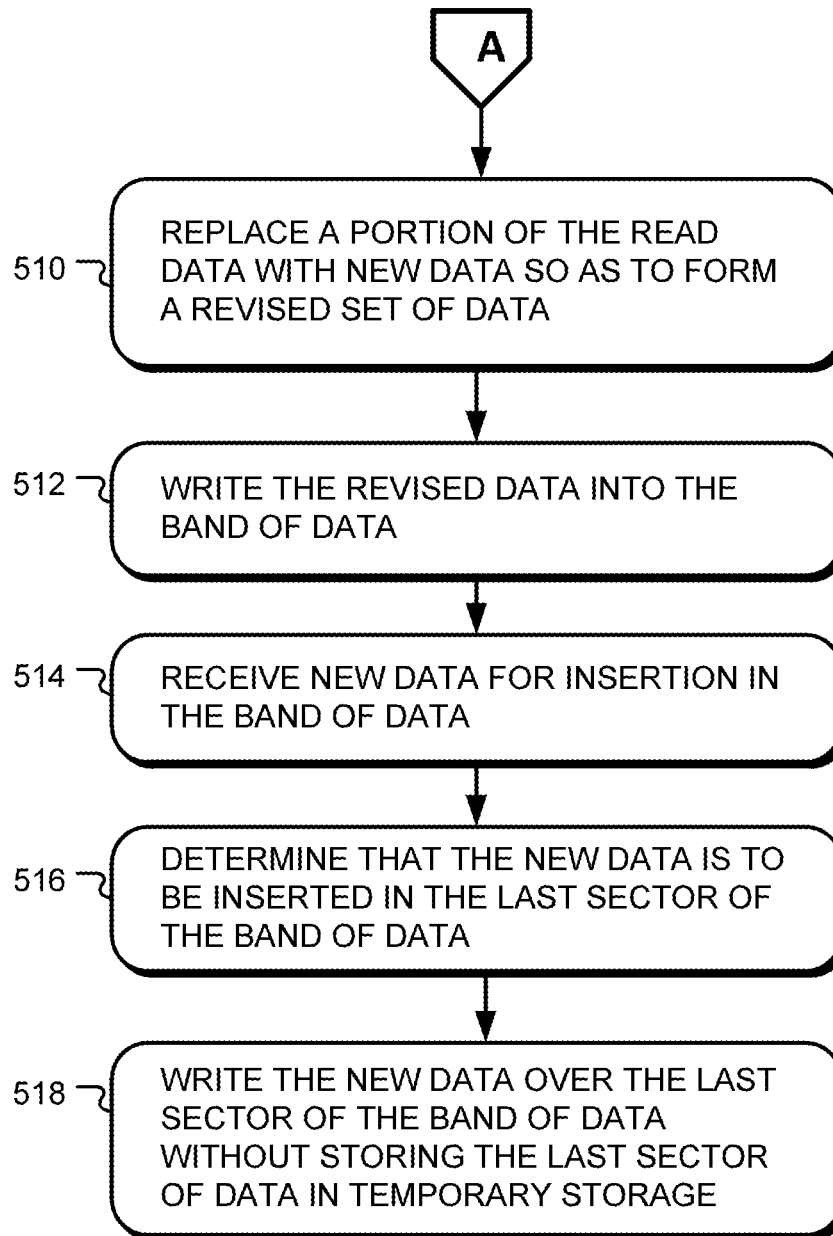 A
510
REPLACE A PORTION OF THE READ
DATA WITH NEW DATA SO AS TO FORM
A REVISED SET OF DATA
512
WRITE THE REVISED DATA INTO THE
BAND OF DATA
514
RECEIVE NEW DATA FOR INSERTION IN
THE BAND OF DATA
516
DETERMINE THAT THE NEW DATA IS TO
BE INSERTED IN THE LAST SECTOR OF
THE BAND OF DATA
518
WRITE THE NEW DATA OVER THE LAST
SECTOR OF THE BAND OF DATA
WITHOUT STORING THE LAST SECTOR
OF DATA IN TEMPORARY STORAGE